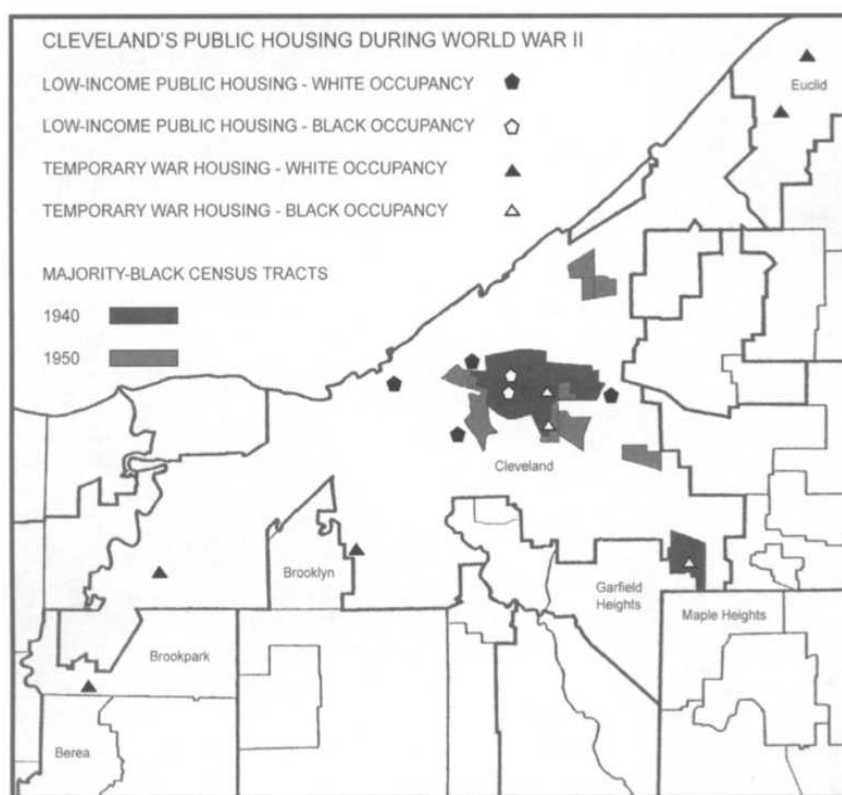 CLEVELAND'S PUBLIC HOUSING DURING WORLD WAR II
LOW-INCOME PUBLIC HOUSING - WHITE OCCUPANCY
LOW-INCOME PUBLIC HOUSING - BLACK OCCUPANCY
TEMPORARY WAR HOUSING - WHITE OCCUPANCY
TEMPORARY WAR HOUSING - BLACK OCCUPANCY
MAJORITY-BLACK CENSUS TRACTS
1940
1950
Euclid
Cleveland
Brooklyn
Garfield
Heights
Maple Heights
Brookpark
Berea